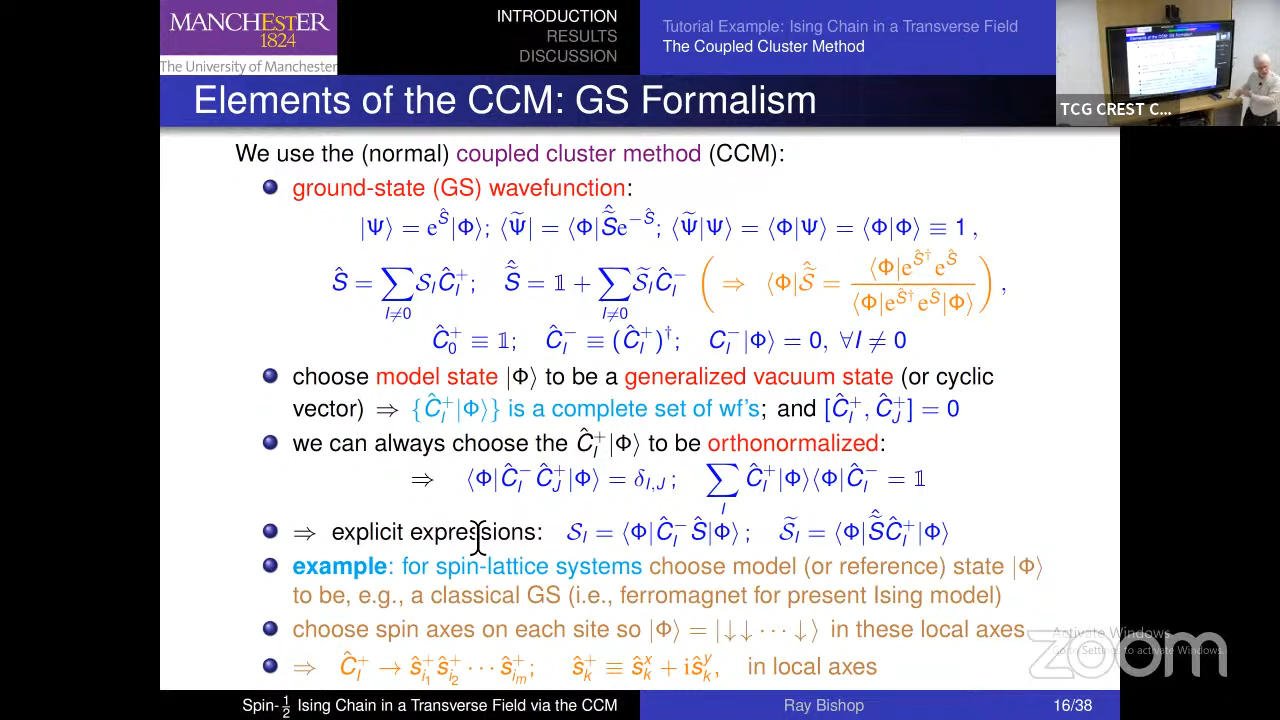 MANCHESTER
1824
The University of Manchester
INTRODUCTION
RESULTS
DISCUSSION
Tutorial Example: Ising Chain in a Transverse Field
The Coupled Cluster Method
TCG CREST C...
Elements of the CCM: GS Formalism
We use the (normal) coupled cluster method (CCM):
ground-state (GS) wavefunction:
|Ψ⟩ = e^Ŝ|Φ⟩; ⟨Ψ̃| = ⟨Φ|S̃̂e^−Ŝ; ⟨Ψ̃|Ψ⟩ = ⟨Φ|Ψ⟩ = ⟨Φ|Φ⟩ ≡ 1 ,
Ŝ = ∑_{I≠0} S_I Ĉ_I^+; S̃̂ = 𝟙 + ∑_{I≠0} S̃_I Ĉ_I^− ( ⇒ ⟨Φ|S̃̂ = ⟨Φ|e^{Ŝ†} e^Ŝ / ⟨Φ|e^{Ŝ†} e^Ŝ|Φ⟩ ) ,
Ĉ_0^+ ≡ 𝟙; Ĉ_I^− ≡ (Ĉ_I^+)^†; C_I^−|Φ⟩ = 0, ∀I ≠ 0
choose model state |Φ⟩ to be a generalized vacuum state (or cyclic
vector) ⇒ {Ĉ_I^+|Φ⟩} is a complete set of wf's; and [Ĉ_I^+, Ĉ_J^+] = 0
we can always choose the Ĉ_I^+|Φ⟩ to be orthonormalized:
⇒ ⟨Φ|Ĉ_I^− Ĉ_J^+|Φ⟩ = δ_{I,J} ; ∑_I Ĉ_I^+|Φ⟩⟨Φ|Ĉ_I^− = 𝟙
⇒ explicit expressions: S_I = ⟨Φ|Ĉ_I^− Ŝ|Φ⟩ ; S̃_I = ⟨Φ|S̃̂Ĉ_I^+|Φ⟩
example: for spin-lattice systems choose model (or reference) state |Φ⟩
to be, e.g., a classical GS (i.e., ferromagnet for present Ising model)
choose spin axes on each site so |Φ⟩ = |↓↓ ··· ↓⟩ in these local axes
⇒ Ĉ_I^+ → ŝ_{i_1}^+ ŝ_{i_2}^+ ··· ŝ_{i_m}^+; ŝ_k^+ ≡ ŝ_k^x + iŝ_k^y, in local axes
Activate Windows
Go to Settings to activate Windows.
zoom
Spin-1/2 Ising Chain in a Transverse Field via the CCM
Ray Bishop
16/38